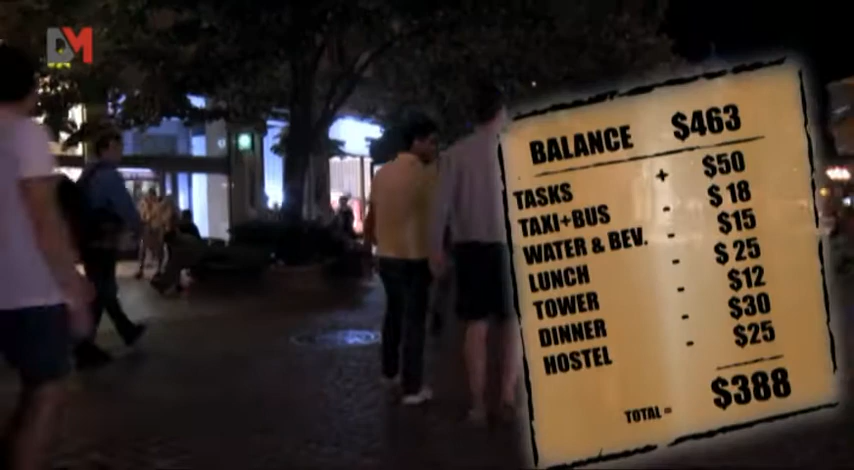 DM
BALANCE $463
TASKS + $50
TAXI+BUS - $18
WATER & BEV. - $15
LUNCH - $25
TOWER - $12
DINNER - $30
HOSTEL - $25
TOTAL = $388